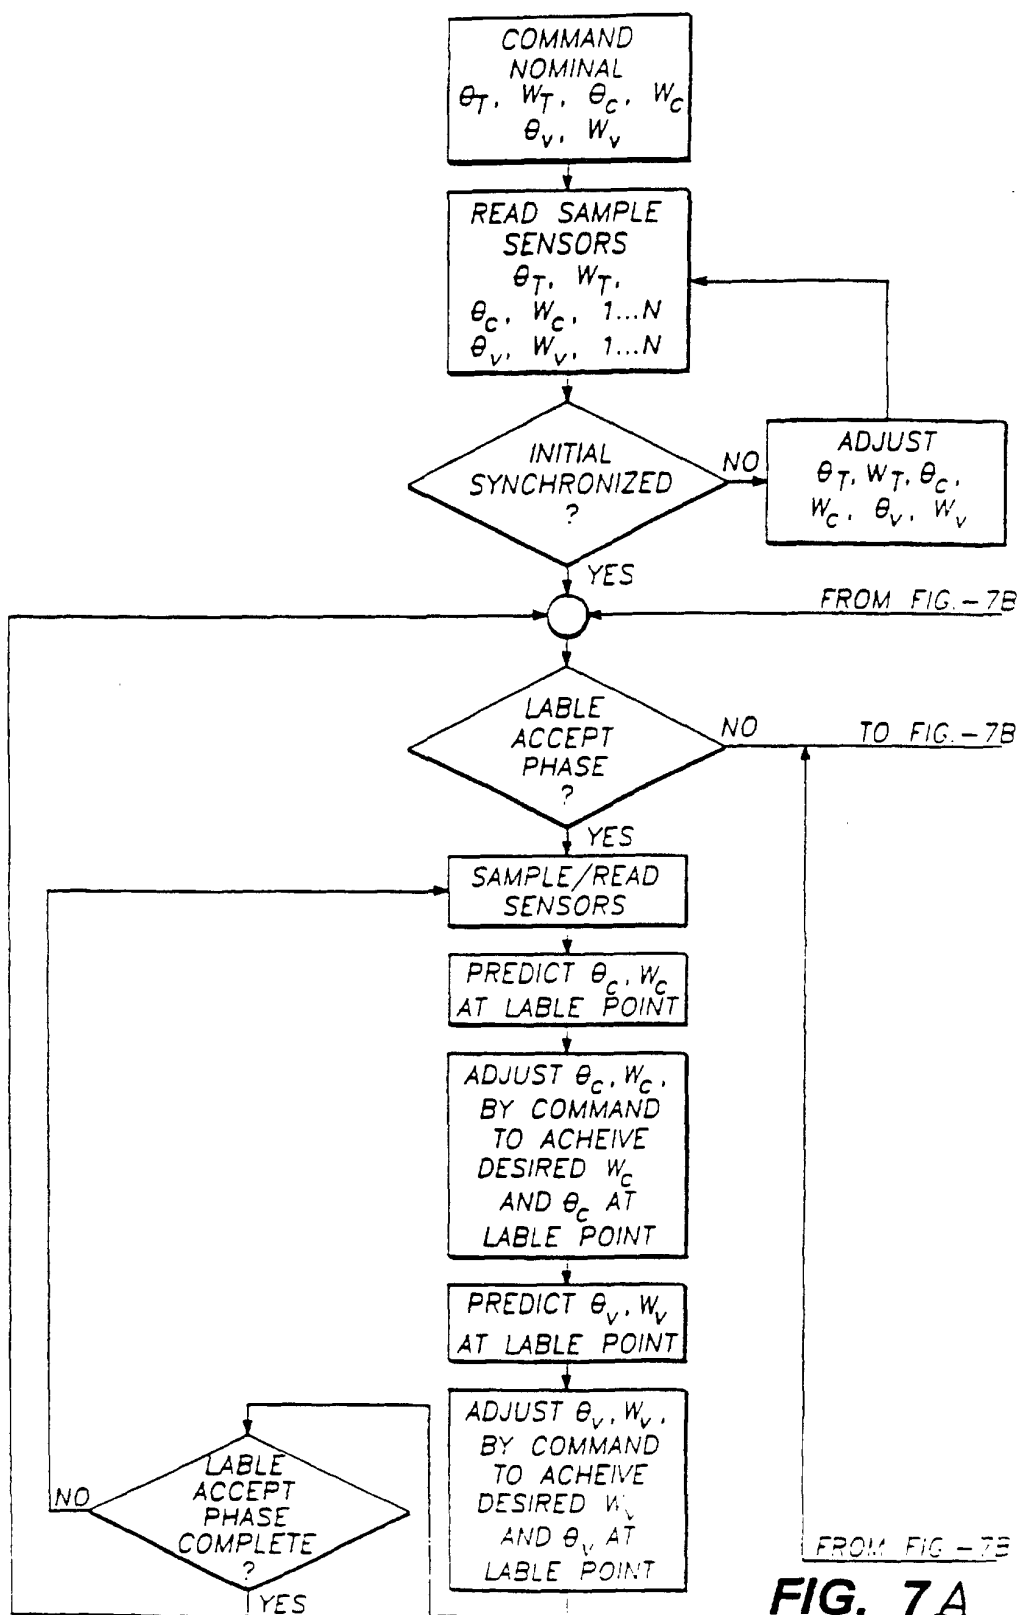 COMMAND
NOMINAL
θT, WT, θc, Wc
θv, Wv
READ SAMPLE
SENSORS
θT, WT,
θc, Wc, 1...N
θv, Wv, 1...N
INITIAL
SYNCHRONIZED
?
NO
ADJUST
θT, WT, θc,
Wc, θv, Wv
YES
FROM FIG.-7B
LABLE
ACCEPT
PHASE
?
NO
TO FIG.-7B
YES
SAMPLE/READ
SENSORS
PREDICT θc, Wc
AT LABLE POINT
ADJUST θc, Wc,
BY COMMAND
TO ACHEIVE
DESIRED Wc
AND θc AT
LABLE POINT
PREDICT θv, Wv
AT LABLE POINT
ADJUST θv, Wv,
BY COMMAND
TO ACHEIVE
DESIRED Wv
AND θv AT
LABLE POINT
LABLE
ACCEPT
PHASE
COMPLETE
?
NO
YES
FROM FIG-7B
FIG. 7A